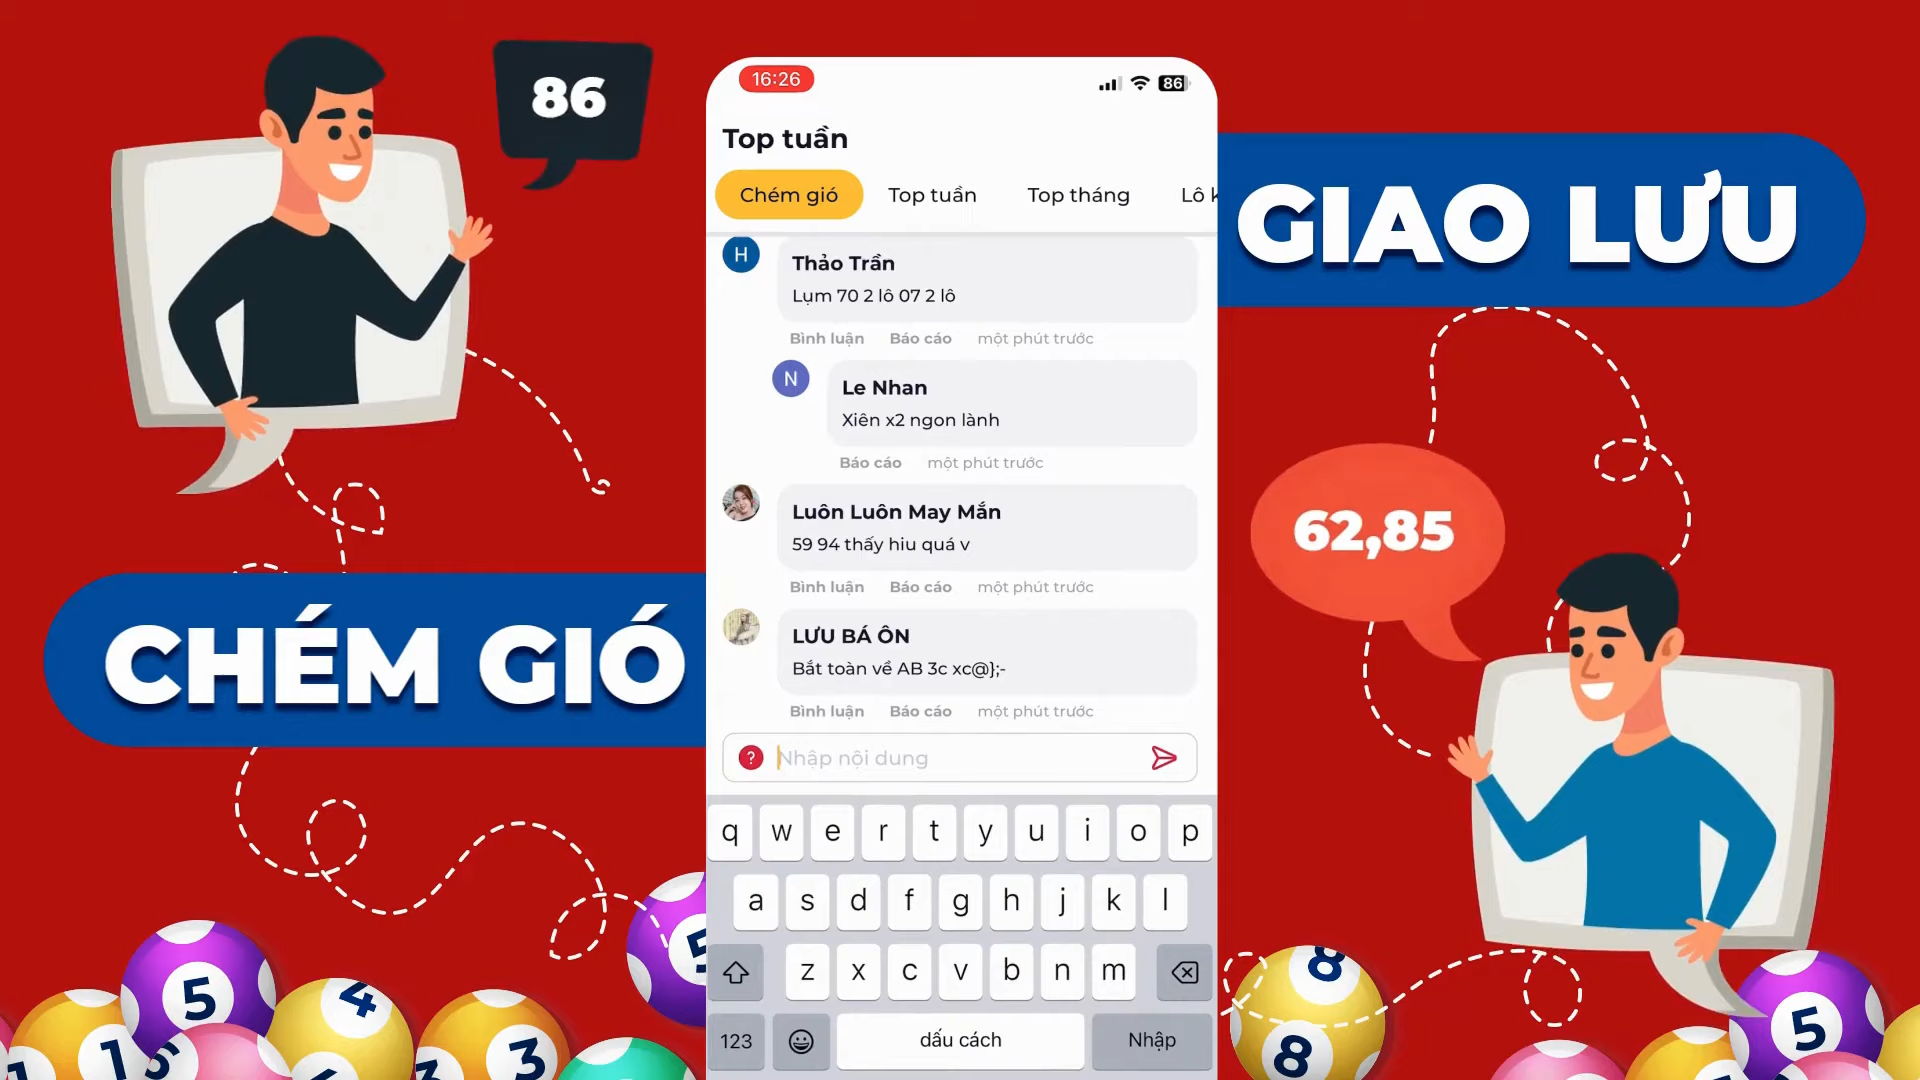 86
16:26
86
Top tuần
Chém gió
Top tuần
Top tháng
Lô k
GIAO LƯU
H
Thảo Trần
Lụm 70 2 lô 07 2 lô
Bình luận
Báo cáo
một phút trước
N
Le Nhan
Xiên x2 ngon lành
Báo cáo
một phút trước
Luôn Luôn May Mắn
59 94 thấy hiu quá v
Bình luận
Báo cáo
một phút trước
62,85
CHÉM GIÓ
LƯU BÁ ÔN
Bắt toàn về AB 3c xc@};-
Bình luận
Báo cáo
một phút trước
?
Nhập nội dung
q w e r t y u i o p
a s d f g h j k l
z x c v b n m
123
dấu cách
Nhập
5
5
4
1
3
8
8
5